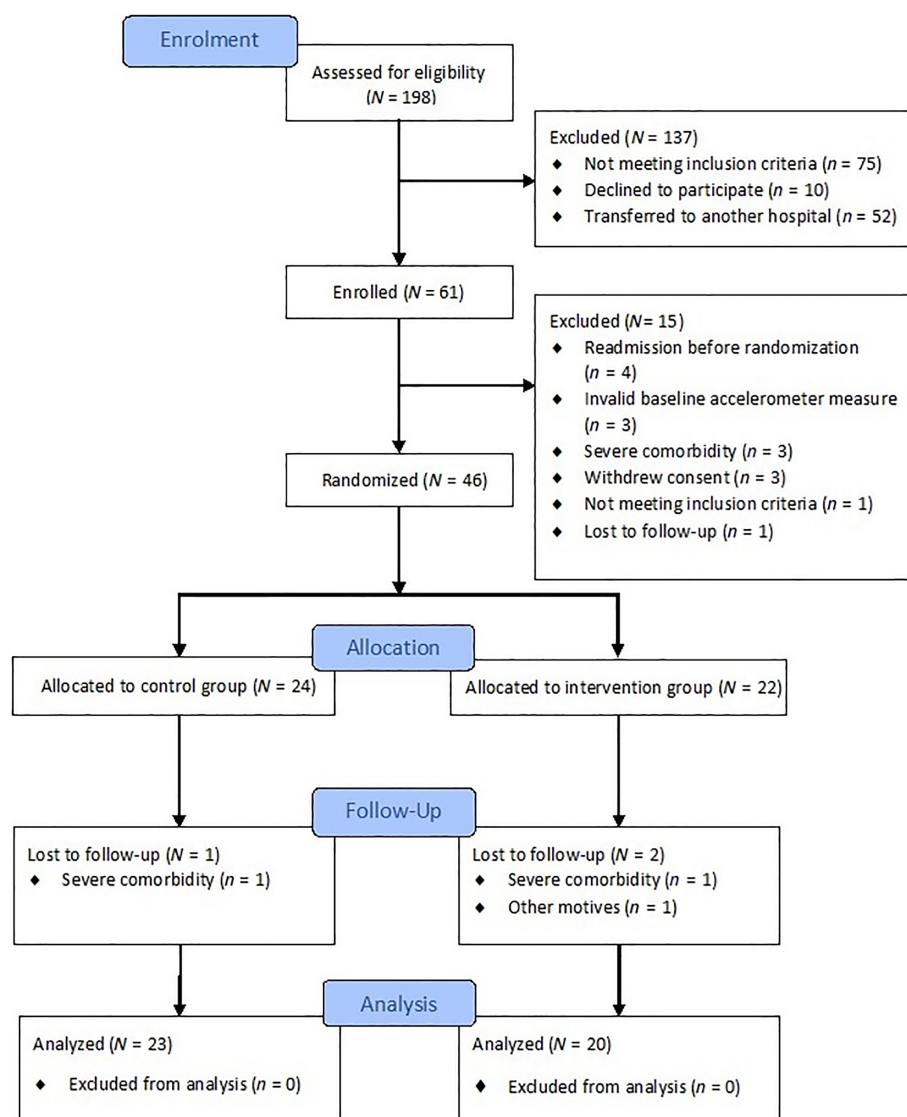 Enrolment
Assessed for eligibility
(N = 198)
Excluded (N = 137)
♦ Not meeting inclusion criteria (n = 75)
♦ Declined to participate (n = 10)
♦ Transferred to another hospital (n = 52)
Enrolled (N = 61)
Excluded (N = 15)
♦ Readmission before randomization
(n = 4)
♦ Invalid baseline accelerometer measure
(n = 3)
♦ Severe comorbidity (n = 3)
♦ Withdrew consent (n = 3)
♦ Not meeting inclusion criteria (n = 1)
♦ Lost to follow-up (n = 1)
Randomized (N = 46)
Allocation
Allocated to control group (N = 24)
Allocated to intervention group (N = 22)
Follow-Up
Lost to follow-up (N = 1)
♦ Severe comorbidity (n = 1)
Lost to follow-up (N = 2)
♦ Severe comorbidity (n = 1)
♦ Other motives (n = 1)
Analysis
Analyzed (N = 23)
♦ Excluded from analysis (n = 0)
Analyzed (N = 20)
♦ Excluded from analysis (n = 0)